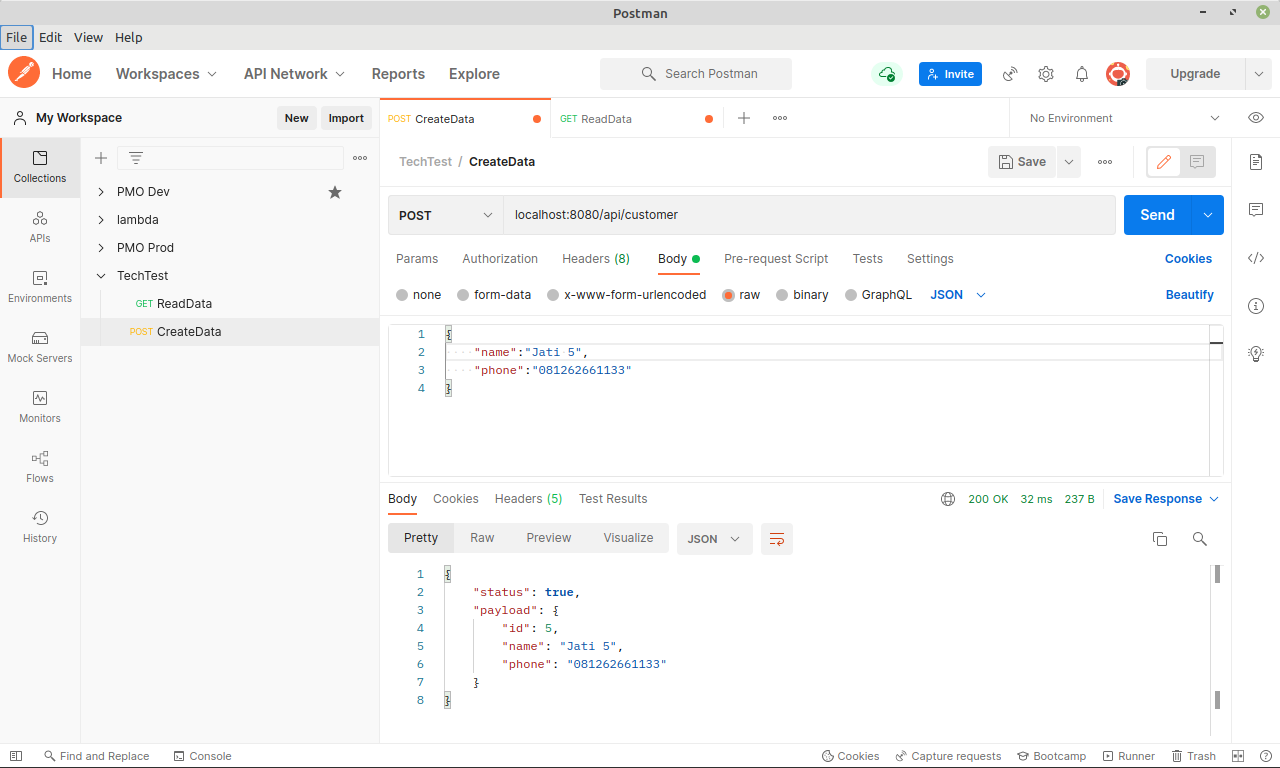 Postman
File Edit View Help
Home Workspaces API Network Reports Explore Search Postman Invite Upgrade
My Workspace New Import POST CreateData GET ReadData No Environment
Collections
APIs
Environments
Mock Servers
Monitors
Flows
History
PMO Dev
lambda
PMO Prod
TechTest
GET ReadData
POST CreateData
TechTest / CreateData Save
POST localhost:8080/api/customer Send
Params Authorization Headers (8) Body Pre-request Script Tests Settings Cookies
none form-data x-www-form-urlencoded raw binary GraphQL JSON Beautify
1 {
2 ····"name":"Jati·5",
3 ····"phone":"081262661133"
4 }
Body Cookies Headers (5) Test Results 200 OK 32 ms 237 B Save Response
Pretty Raw Preview Visualize JSON
1 {
2 "status": true,
3 "payload": {
4 "id": 5,
5 "name": "Jati 5",
6 "phone": "081262661133"
7 }
8 }
Find and Replace Console Cookies Capture requests Bootcamp Runner Trash